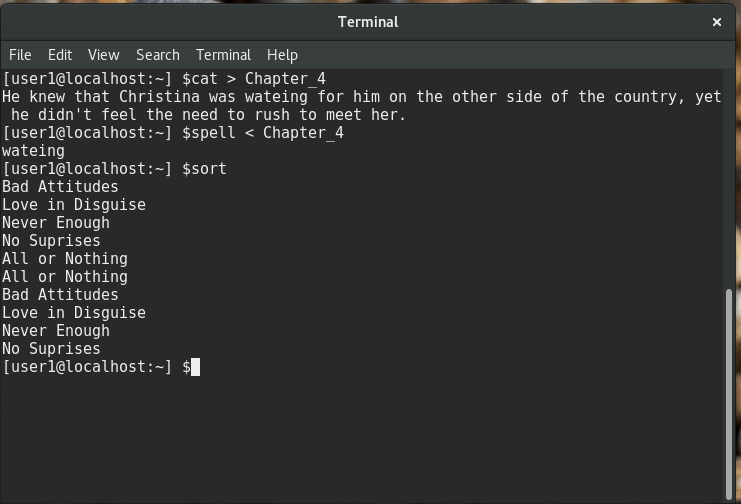 Terminal
×
File Edit View Search Terminal Help
[user1@localhost:~] $cat > Chapter_4
He knew that Christina was wateing for him on the other side of the country, yet
he didn't feel the need to rush to meet her.
[user1@localhost:~] $spell < Chapter_4
wateing
[user1@localhost:~] $sort
Bad Attitudes
Love in Disguise
Never Enough
No Suprises
All or Nothing
All or Nothing
Bad Attitudes
Love in Disguise
Never Enough
No Suprises
[user1@localhost:~] $